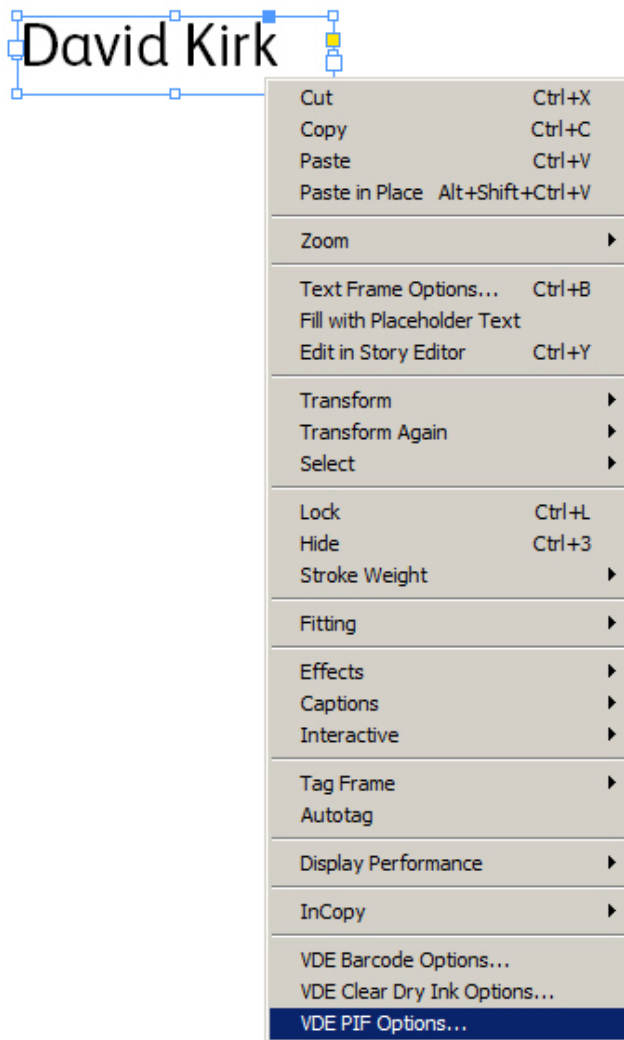 David Kirk
Cut Ctrl+X
Copy Ctrl+C
Paste Ctrl+V
Paste in Place Alt+Shift+Ctrl+V
Zoom
Text Frame Options... Ctrl+B
Fill with Placeholder Text
Edit in Story Editor Ctrl+Y
Transform
Transform Again
Select
Lock Ctrl+L
Hide Ctrl+3
Stroke Weight
Fitting
Effects
Captions
Interactive
Tag Frame
Autotag
Display Performance
InCopy
VDE Barcode Options...
VDE Clear Dry Ink Options...
VDE PIF Options...